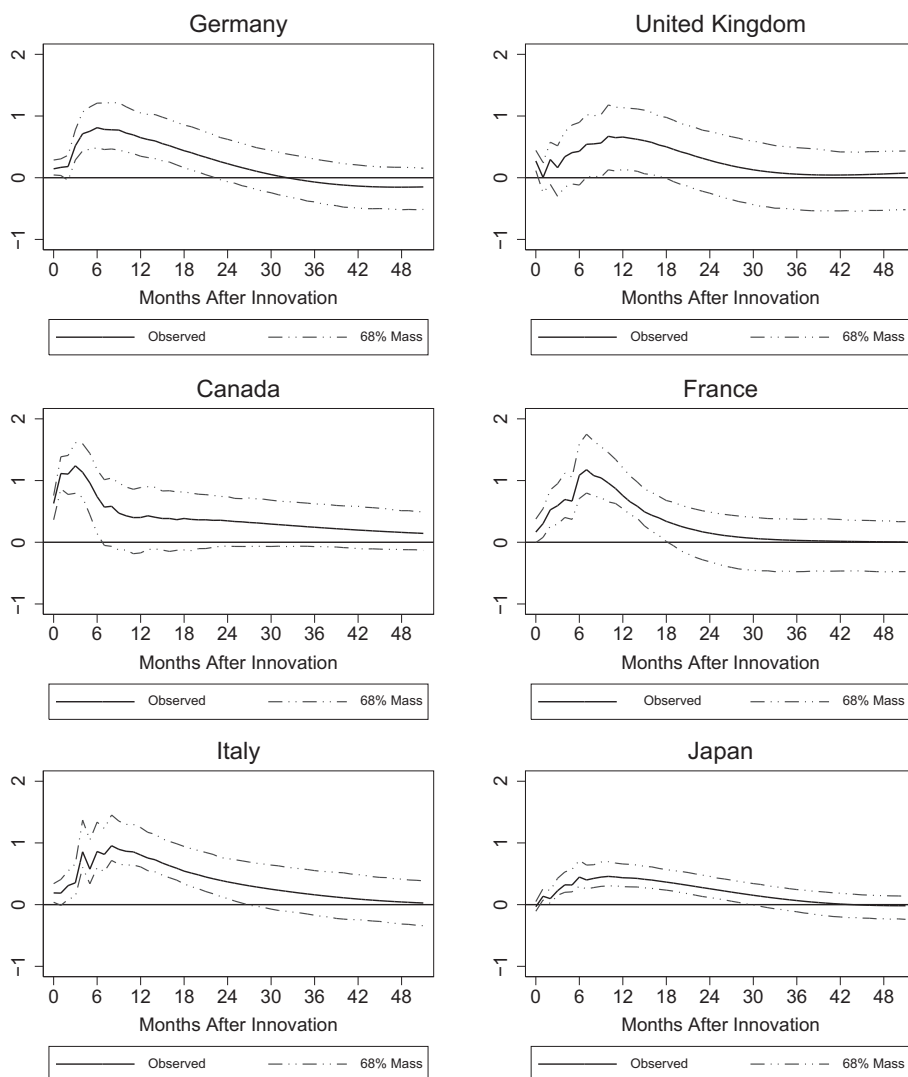 Germany
2
1
0
−1
0 6 12 18 24 30 36 42 48
Months After Innovation
Observed 68% Mass
United Kingdom
2
1
0
−1
0 6 12 18 24 30 36 42 48
Months After Innovation
Observed 68% Mass
Canada
2
1
0
−1
0 6 12 18 24 30 36 42 48
Months After Innovation
Observed 68% Mass
France
2
1
0
−1
0 6 12 18 24 30 36 42 48
Months After Innovation
Observed 68% Mass
Italy
2
1
0
−1
0 6 12 18 24 30 36 42 48
Months After Innovation
Observed 68% Mass
Japan
2
1
0
−1
0 6 12 18 24 30 36 42 48
Months After Innovation
Observed 68% Mass